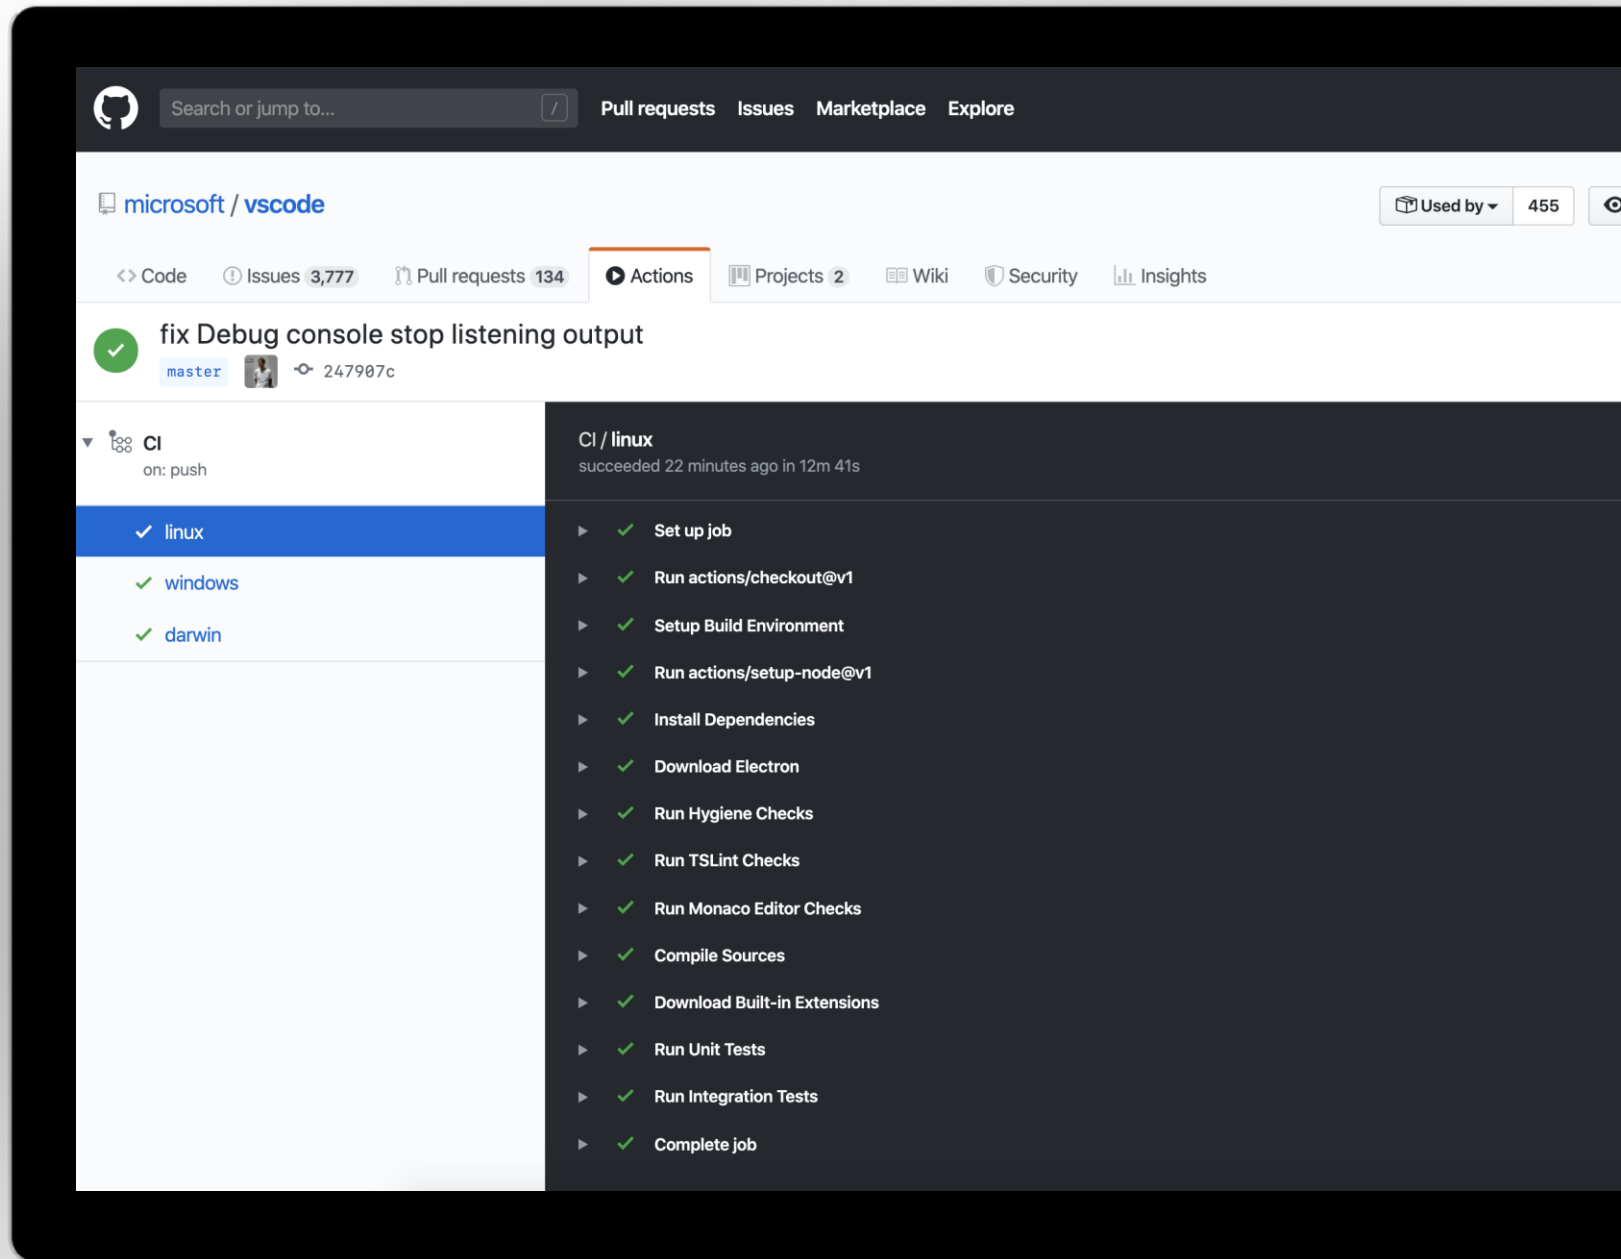 Search or jump to... / Pull requests Issues Marketplace Explore
microsoft / vscode Used by 455
Code Issues 3,777 Pull requests 134 Actions Projects 2 Wiki Security Insights
fix Debug console stop listening output
master 247907c
CI
on: push
linux
windows
darwin
CI / linux
succeeded 22 minutes ago in 12m 41s
Set up job
Run actions/checkout@v1
Setup Build Environment
Run actions/setup-node@v1
Install Dependencies
Download Electron
Run Hygiene Checks
Run TSLint Checks
Run Monaco Editor Checks
Compile Sources
Download Built-in Extensions
Run Unit Tests
Run Integration Tests
Complete job